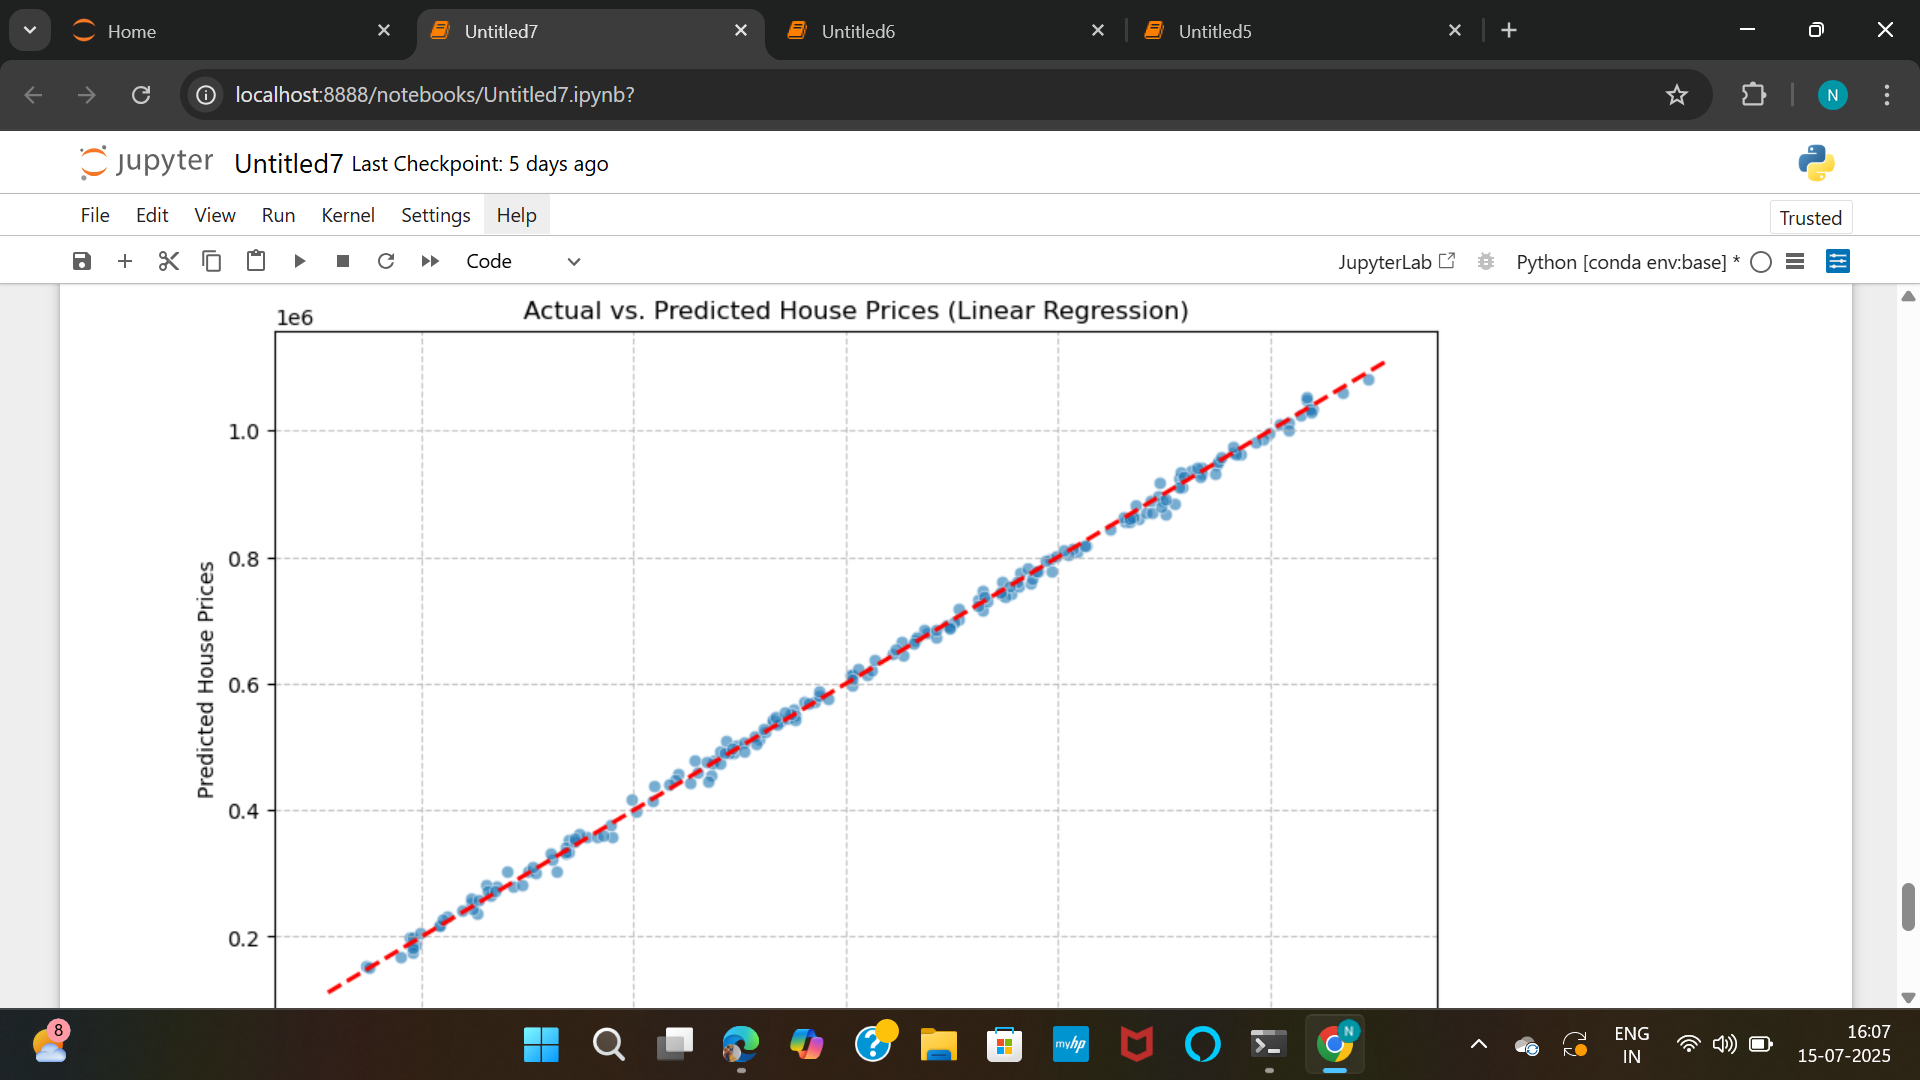 Home
Untitled7
Untitled6
Untitled5
localhost:8888/notebooks/Untitled7.ipynb?
N
jupyter Untitled7 Last Checkpoint: 5 days ago
File Edit View Run Kernel Settings Help
Trusted
Code
JupyterLab
Python [conda env:base] *
Actual vs. Predicted House Prices (Linear Regression)
1e6
1.0
0.8
0.6
0.4
0.2
Predicted House Prices
8
myhp
N
ENG
IN
16:07
15-07-2025